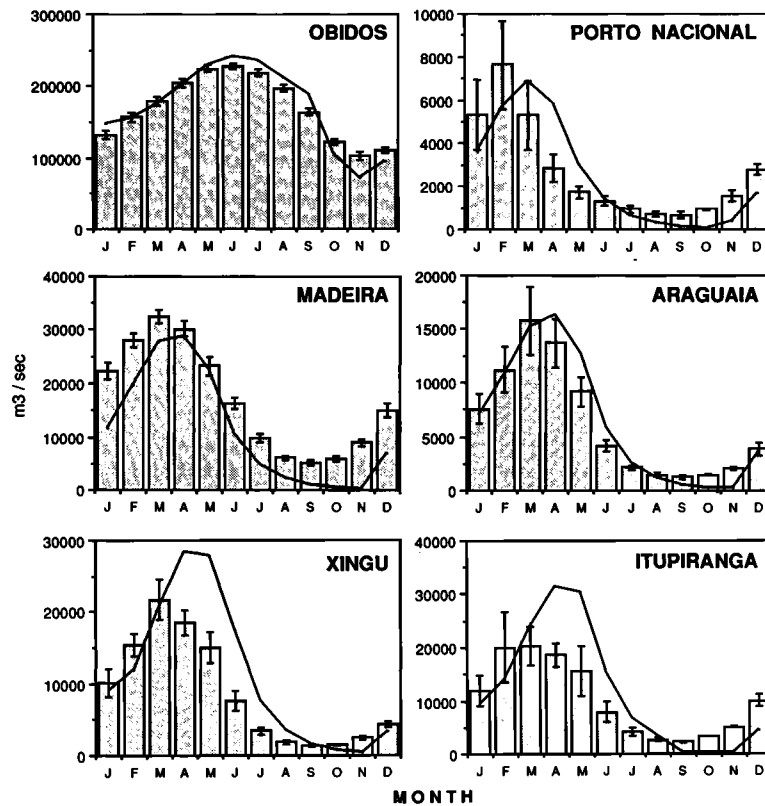 OBIDOS
300000
200000
100000
0
J F M A M J J A S O N D
PORTO NACIONAL
10000
8000
6000
4000
2000
0
J F M A M J J A S O N D
m3 / sec
MADEIRA
40000
30000
20000
10000
0
J F M A M J J A S O N D
ARAGUAIA
20000
15000
10000
5000
0
J F M A M J J A S O N D
XINGU
30000
20000
10000
0
J F M A M J J A S O N D
ITUPIRANGA
40000
30000
20000
10000
0
J F M A M J J A S O N D
MONTH